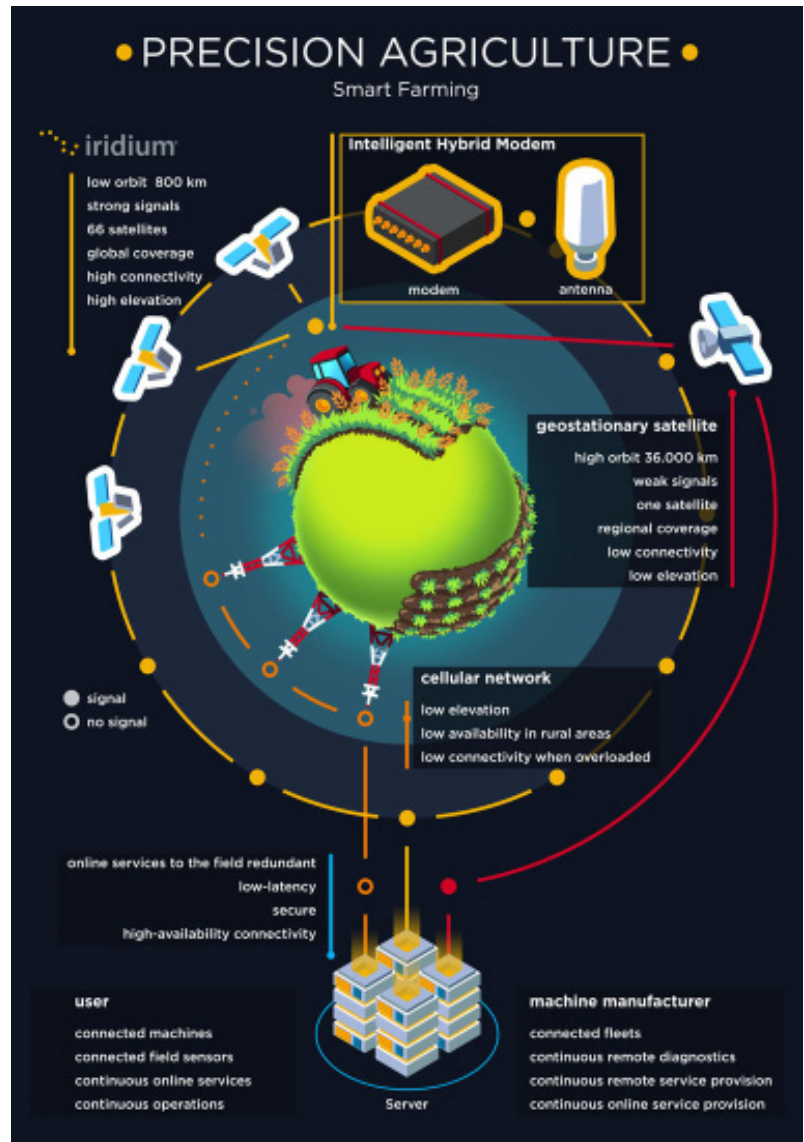 PRECISION AGRICULTURE
Smart Farming
iridium
low orbit 800 km
strong signals
66 satellites
global coverage
high connectivity
high elevation
Intelligent Hybrid Modem
modem
antenna
geostationary satellite
high orbit 36.000 km
weak signals
one satellite
regional coverage
low connectivity
low elevation
signal
no signal
cellular network
low elevation
low availability in rural areas
low connectivity when overloaded
online services to the field redundant
low-latency
secure
high-availability connectivity
user
connected machines
connected field sensors
continuous online services
continuous operations
Server
machine manufacturer
connected fleets
continuous remote diagnostics
continuous remote service provision
continuous online service provision